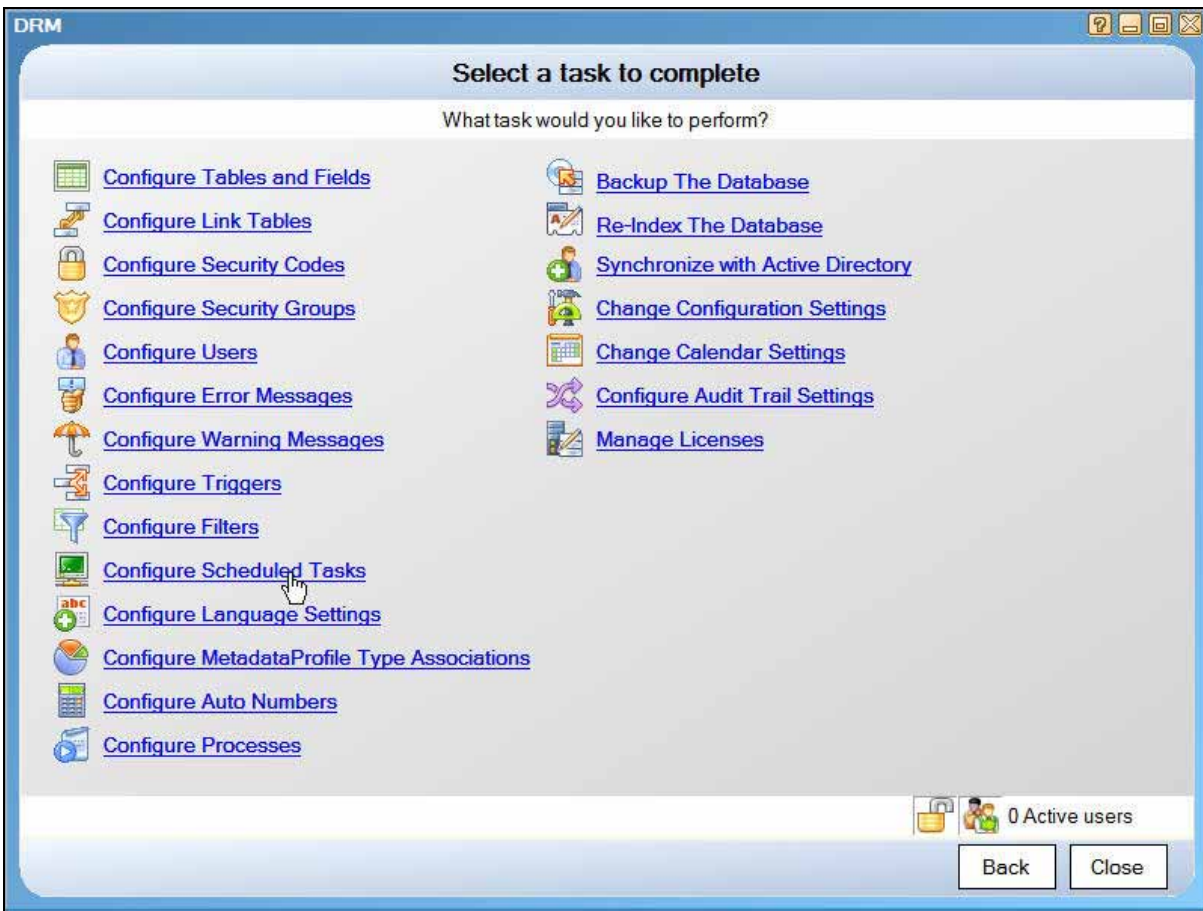 DRM
Select a task to complete
What task would you like to perform?
Configure Tables and Fields
Configure Link Tables
Configure Security Codes
Configure Security Groups
Configure Users
Configure Error Messages
Configure Warning Messages
Configure Triggers
Configure Filters
Configure Scheduled Tasks
abc
Configure Language Settings
Configure MetadataProfile Type Associations
Configure Auto Numbers
Configure Processes
Backup The Database
Re-Index The Database
Synchronize with Active Directory
Change Configuration Settings
Change Calendar Settings
Configure Audit Trail Settings
Manage Licenses
0 Active users
Back Close